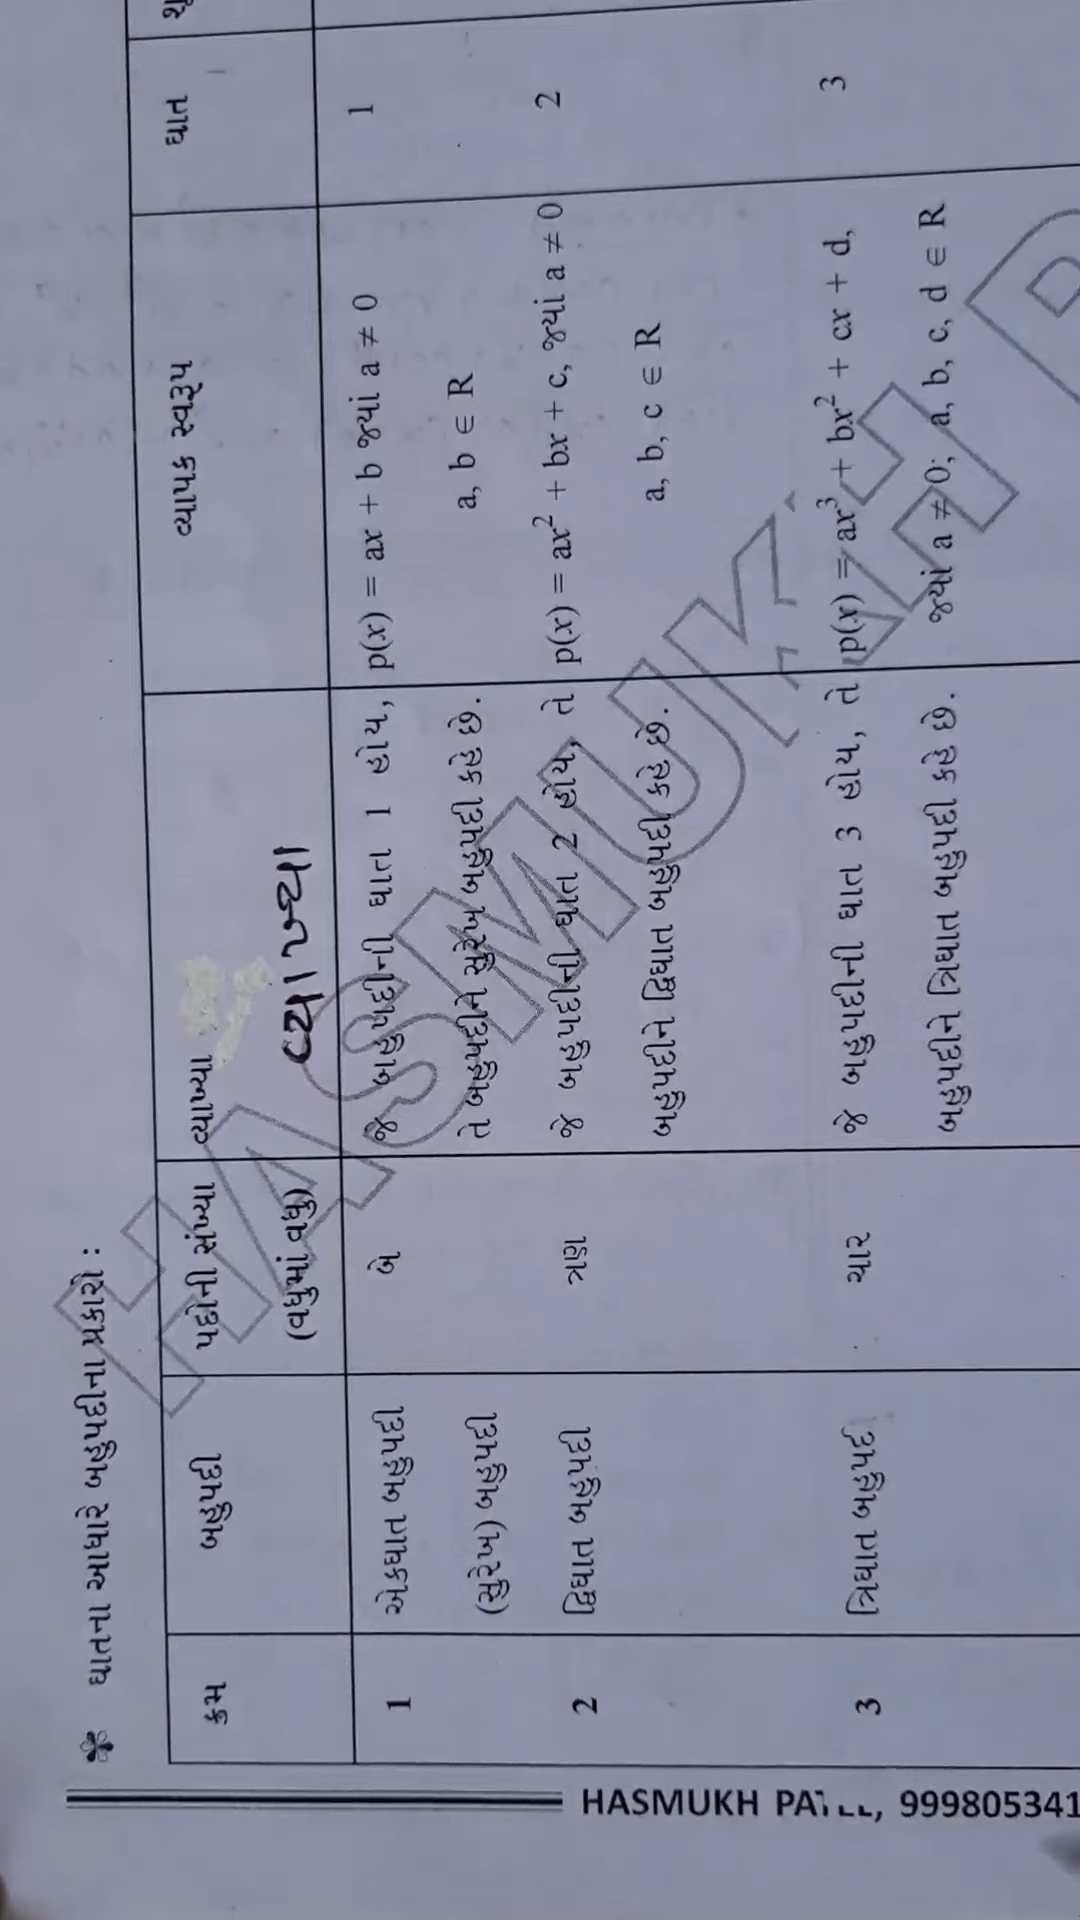 * ઘાતના આધારે બહુપદીના પ્રકારો :
ક્રમ
બહુપદી
પદોની સંખ્યા
(વધુમાં વધુ)
વ્યાખ્યા
વ્યાખ્યા
વ્યાપક સ્વરૂપ
ઘાત
1
એકઘાત બહુપદી
(સુરેખ) બહુપદી
બે
જે બહુપદીની ઘાત 1 હોય,
તે બહુપદીને સુરેખ બહુપદી કહે છે.
p(x) = ax + b જ્યાં a ≠ 0
a, b ∈ R
1
2
દ્વિઘાત બહુપદી
ત્રણ
જે બહુપદીની ઘાત 2 હોય, તે
બહુપદીને દ્વિઘાત બહુપદી કહે છે.
p(x) = ax² + bx + c, જ્યાં a ≠ 0
a, b, c ∈ R
2
3
ત્રિઘાત બહુપદી
ચાર
જે બહુપદીની ઘાત 3 હોય, તે
બહુપદીને ત્રિઘાત બહુપદી કહે છે.
p(x) = ax³ + bx² + cx + d,
જ્યાં a ≠ 0; a, b, c, d ∈ R
3
HASMUKH PATEL, 999805341
HASMUKH P